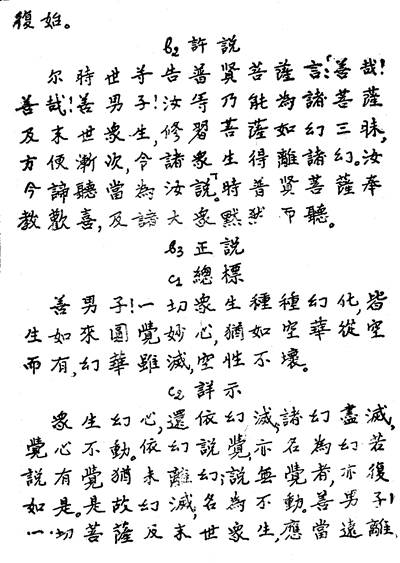 復始。
b2 許說
尔時世等告普賢菩薩言:「善哉!
善哉!善男子!汝等乃能為諸菩薩
及末世衆生,修習菩薩如幻三昧,
方便漸次,令諸衆生得離諸幻。汝
今諦聽當為汝說。」時普賢菩薩奉
教歡喜,及諸大衆默然而聽。
b3 正說
c1 總標
善男子!一切衆生種種幻化,皆
生如來圓覺妙心,猶如空華從空
而有,幻華雖滅,空性不壞。
c2 詳示
衆生幻心,還依幻滅,諸幻盡滅,
覺心不動。依幻說覺,亦名為幻若
說有覺猶未離幻;說無覺者,亦復
如是。是故幻滅,名為不動。善男子!
一切菩薩及末世衆生,應當遠離